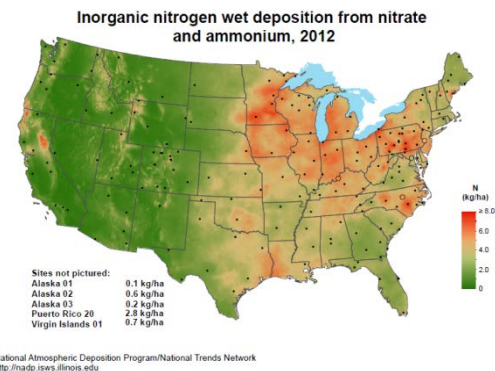 Inorganic nitrogen wet deposition from nitrate
and ammonium, 2012
N
(kg/ha)
≥ 8.0
6.0
4.0
2.0
0
Sites not pictured:
Alaska 01 0.1 kg/ha
Alaska 02 0.6 kg/ha
Alaska 03 0.2 kg/ha
Puerto Rico 20 2.8 kg/ha
Virgin Islands 01 0.7 kg/ha
ational Atmospheric Deposition Program/National Trends Network
ttp://nadp.isws.illinois.edu